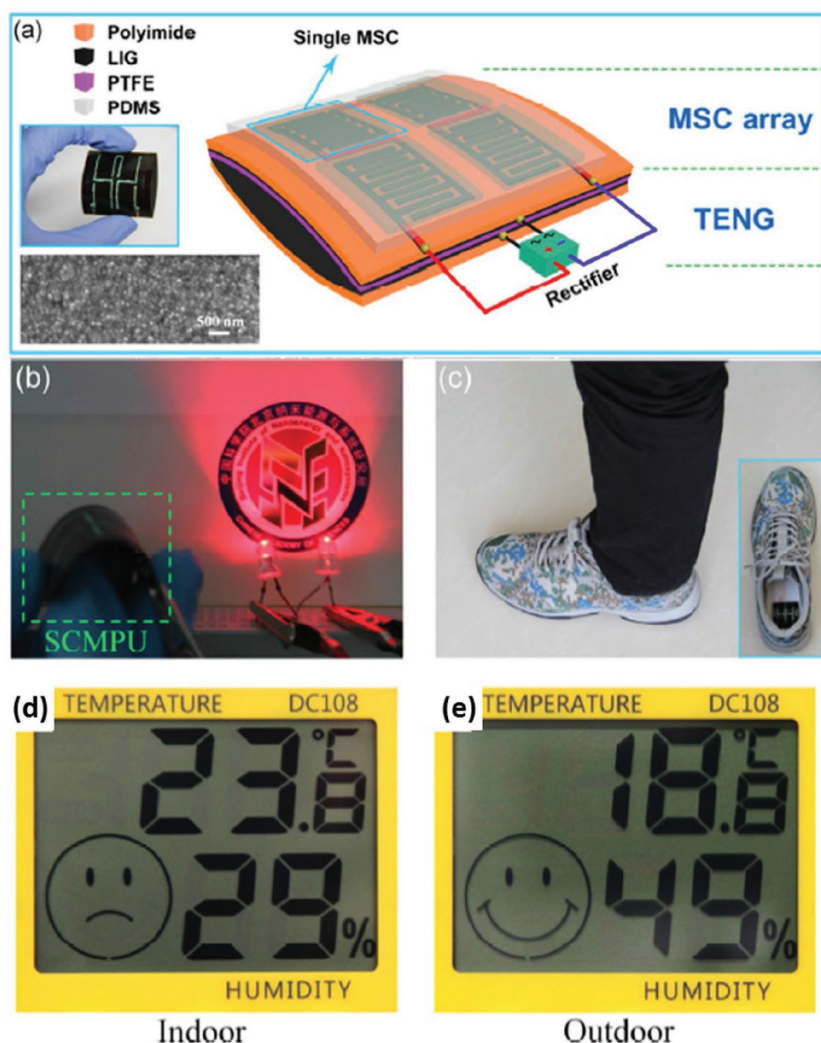 (a)
Polyimide
LIG
PTFE
PDMS
Single MSC
MSC array
TENG
Rectifier
500 nm
(b)
SCMPU
(c)
(d)
TEMPERATURE DC108
23.8 °C
29%
HUMIDITY
Indoor
(e)
TEMPERATURE DC108
18.8 °C
49%
HUMIDITY
Outdoor